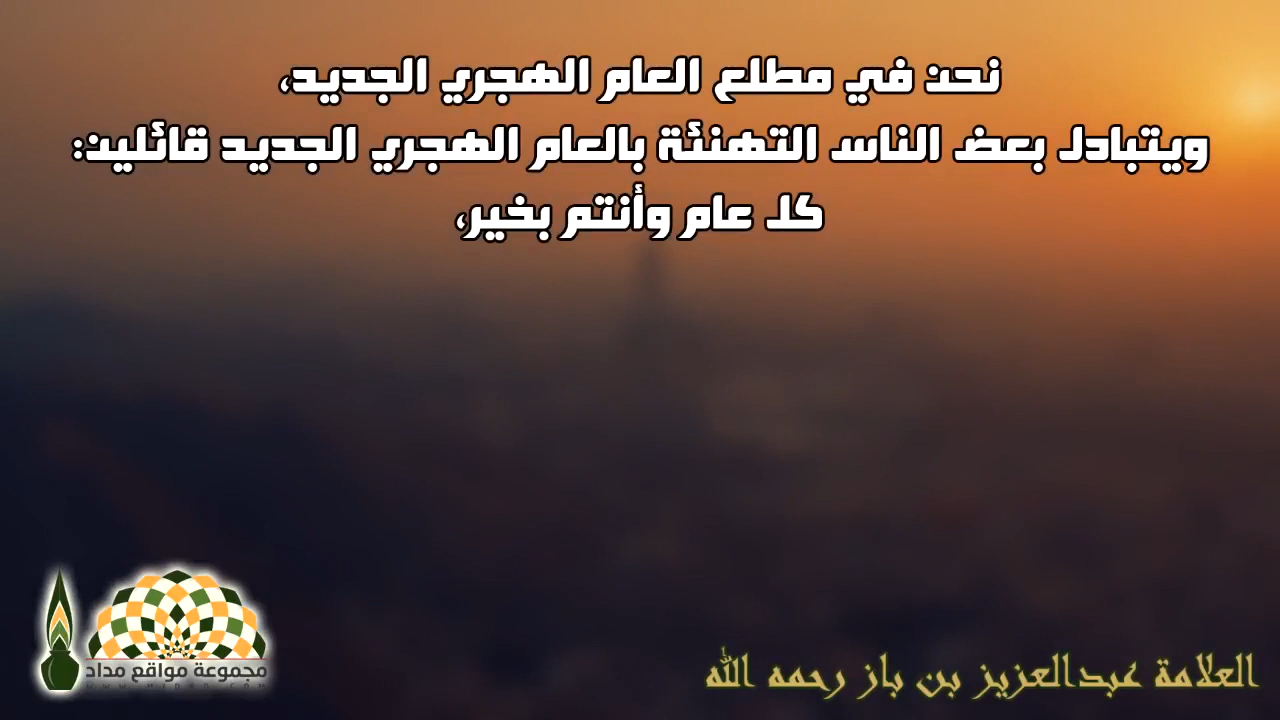 نحن في مطلع العام الهجري الجديد،
ويتبادل بعض الناس التهنئة بالعام الهجري الجديد قائلين:
كل عام وأنتم بخير،
مجموعة مواقع مداد
العلامة عبدالعزيز بن باز رحمه الله